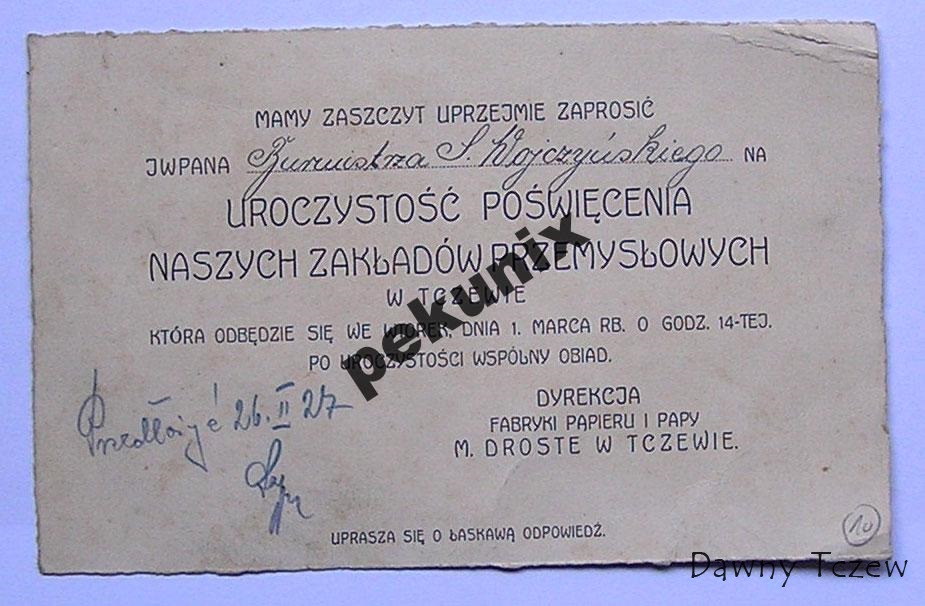 MAMY ZASZCZYT UPRZEJMIE ZAPROSIĆ
JWPANA Burmistrza S. Wojczyńskiego NA
UROCZYSTOŚĆ POŚWIĘCENIA
NASZYCH ZAKŁADÓW PRZEMYSŁOWYCH
W TCZEWIE
KTÓRA ODBĘDZIE SIĘ WE WTOREK, DNIA 1. MARCA RB. O GODZ. 14-TEJ.
PO UROCZYSTOŚCI WSPÓLNY OBIAD.
DYREKCJA
FABRYKI PAPIERU I PAPY
M. DROSTE W TCZEWIE.
Przedłożyć 26. II 27
UPRASZA SIĘ O ŁASKAWĄ ODPOWIEDŹ.
10
pekunix
Dawny Tczew